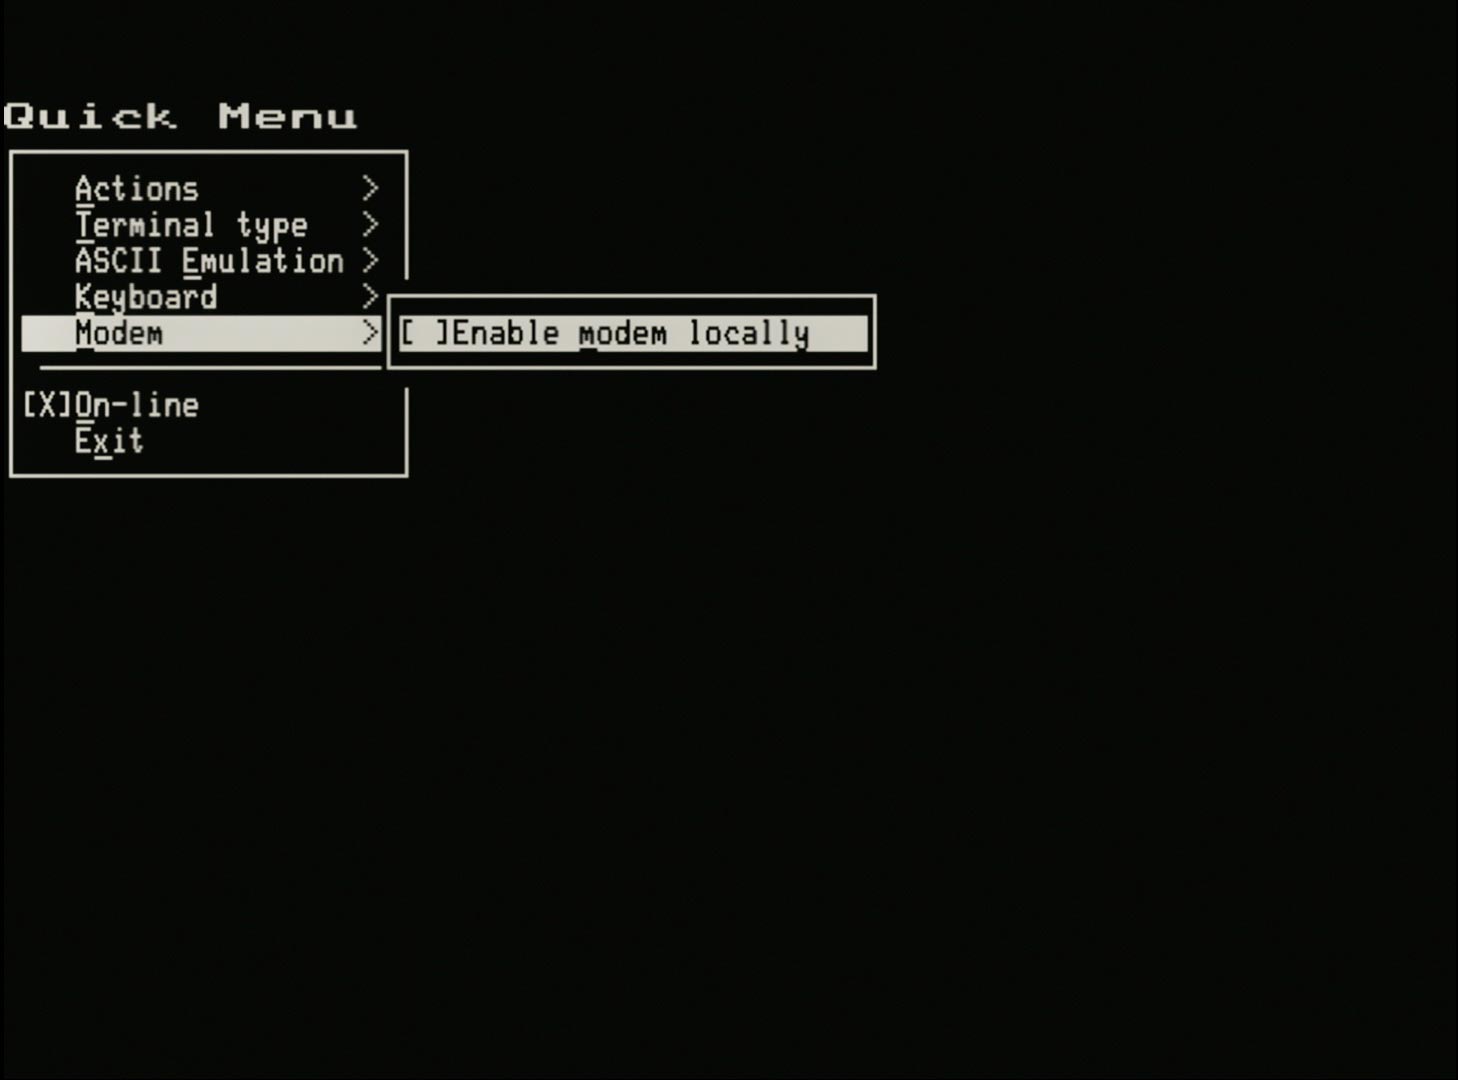 Quick Menu
Actions >
Terminal type >
ASCII Emulation >
Keyboard >
Modem >
[ ]Enable modem locally
[X]On-line
Exit